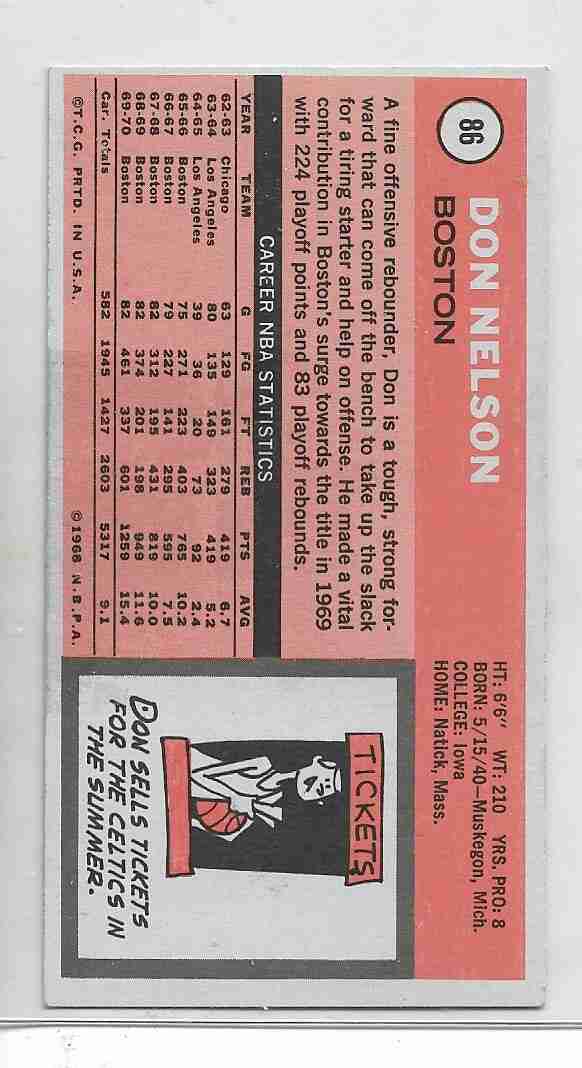 86
DON NELSON
BOSTON
HT: 6'6" WT: 210 YRS. PRO: 8
BORN: 5/15/40—Muskegon, Mich.
COLLEGE: Iowa
HOME: Natick, Mass.
A fine offensive rebounder, Don is a tough, strong for-
ward that can come off the bench to take up the slack
for a tiring starter and help on offense. He made a vital
contribution in Boston's surge towards the title in 1969
with 224 playoff points and 83 playoff rebounds.
CAREER NBA STATISTICS
YEAR TEAM G FG FT REB PTS AVG
62-63 Chicago 63 129 161 279 419 6.7
63-64 Los Angeles 80 135 149 323 419 5.2
64-65 Los Angeles 39 36 20 73 92 2.4
65-66 Boston 75 271 223 403 765 10.2
66-67 Boston 79 227 141 295 595 7.5
67-68 Boston 82 312 195 431 819 10.0
68-69 Boston 82 374 201 198 949 11.6
69-70 Boston 82 461 337 601 1259 15.4
Car. Totals 582 1945 1427 2603 5317 9.1
©T.C.G. PRTD. IN U.S.A. © 1968 N.B.P.A.
TICKETS
DON SELLS TICKETS
FOR THE CELTICS IN
THE SUMMER.